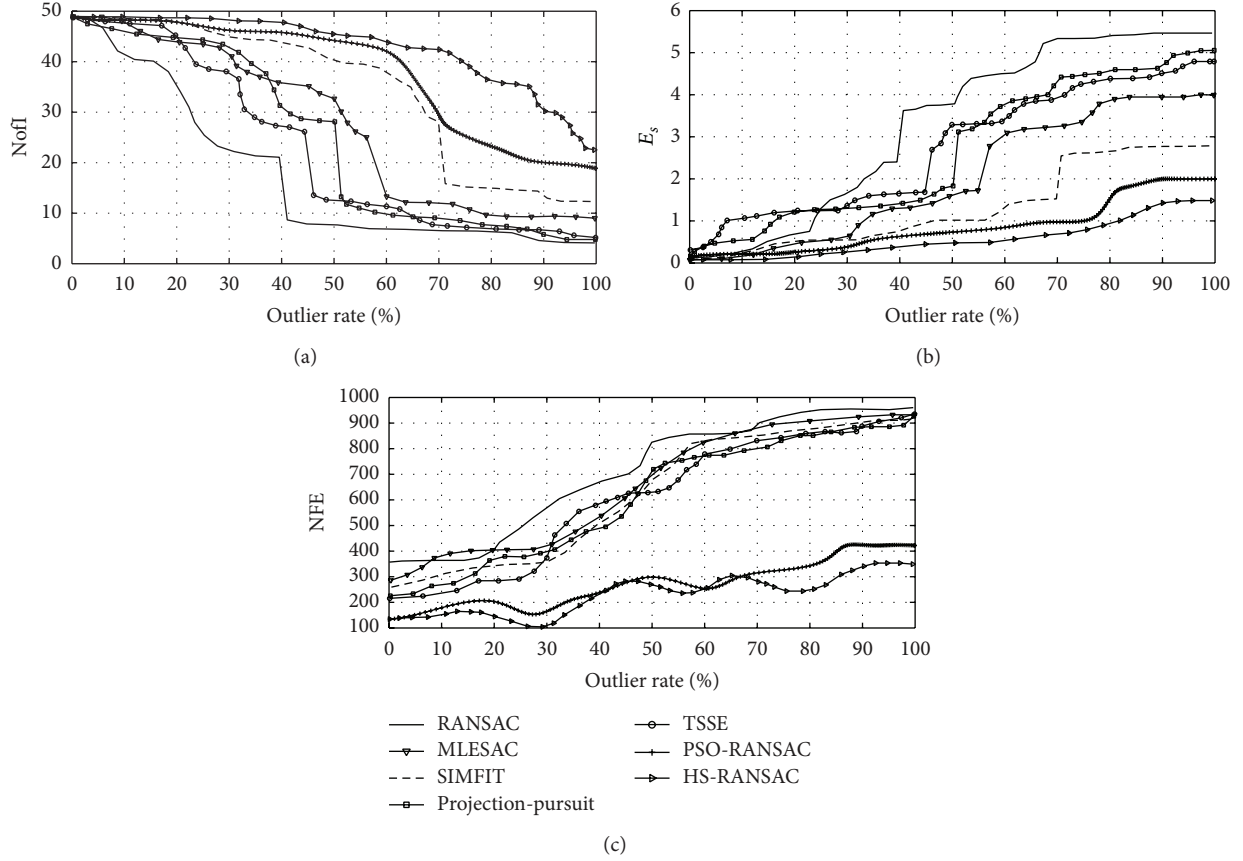 50
40
30
20
10
0
NofI
0 10 20 30 40 50 60 70 80 90 100
Outlier rate (%)
(a)
6
5
4
3
2
1
0
Es
0 10 20 30 40 50 60 70 80 90 100
Outlier rate (%)
(b)
1000
900
800
700
600
500
400
300
200
100
NFE
0 10 20 30 40 50 60 70 80 90 100
Outlier rate (%)
RANSAC
MLESAC
SIMFIT
Projection-pursuit
TSSE
PSO-RANSAC
HS-RANSAC
(c)